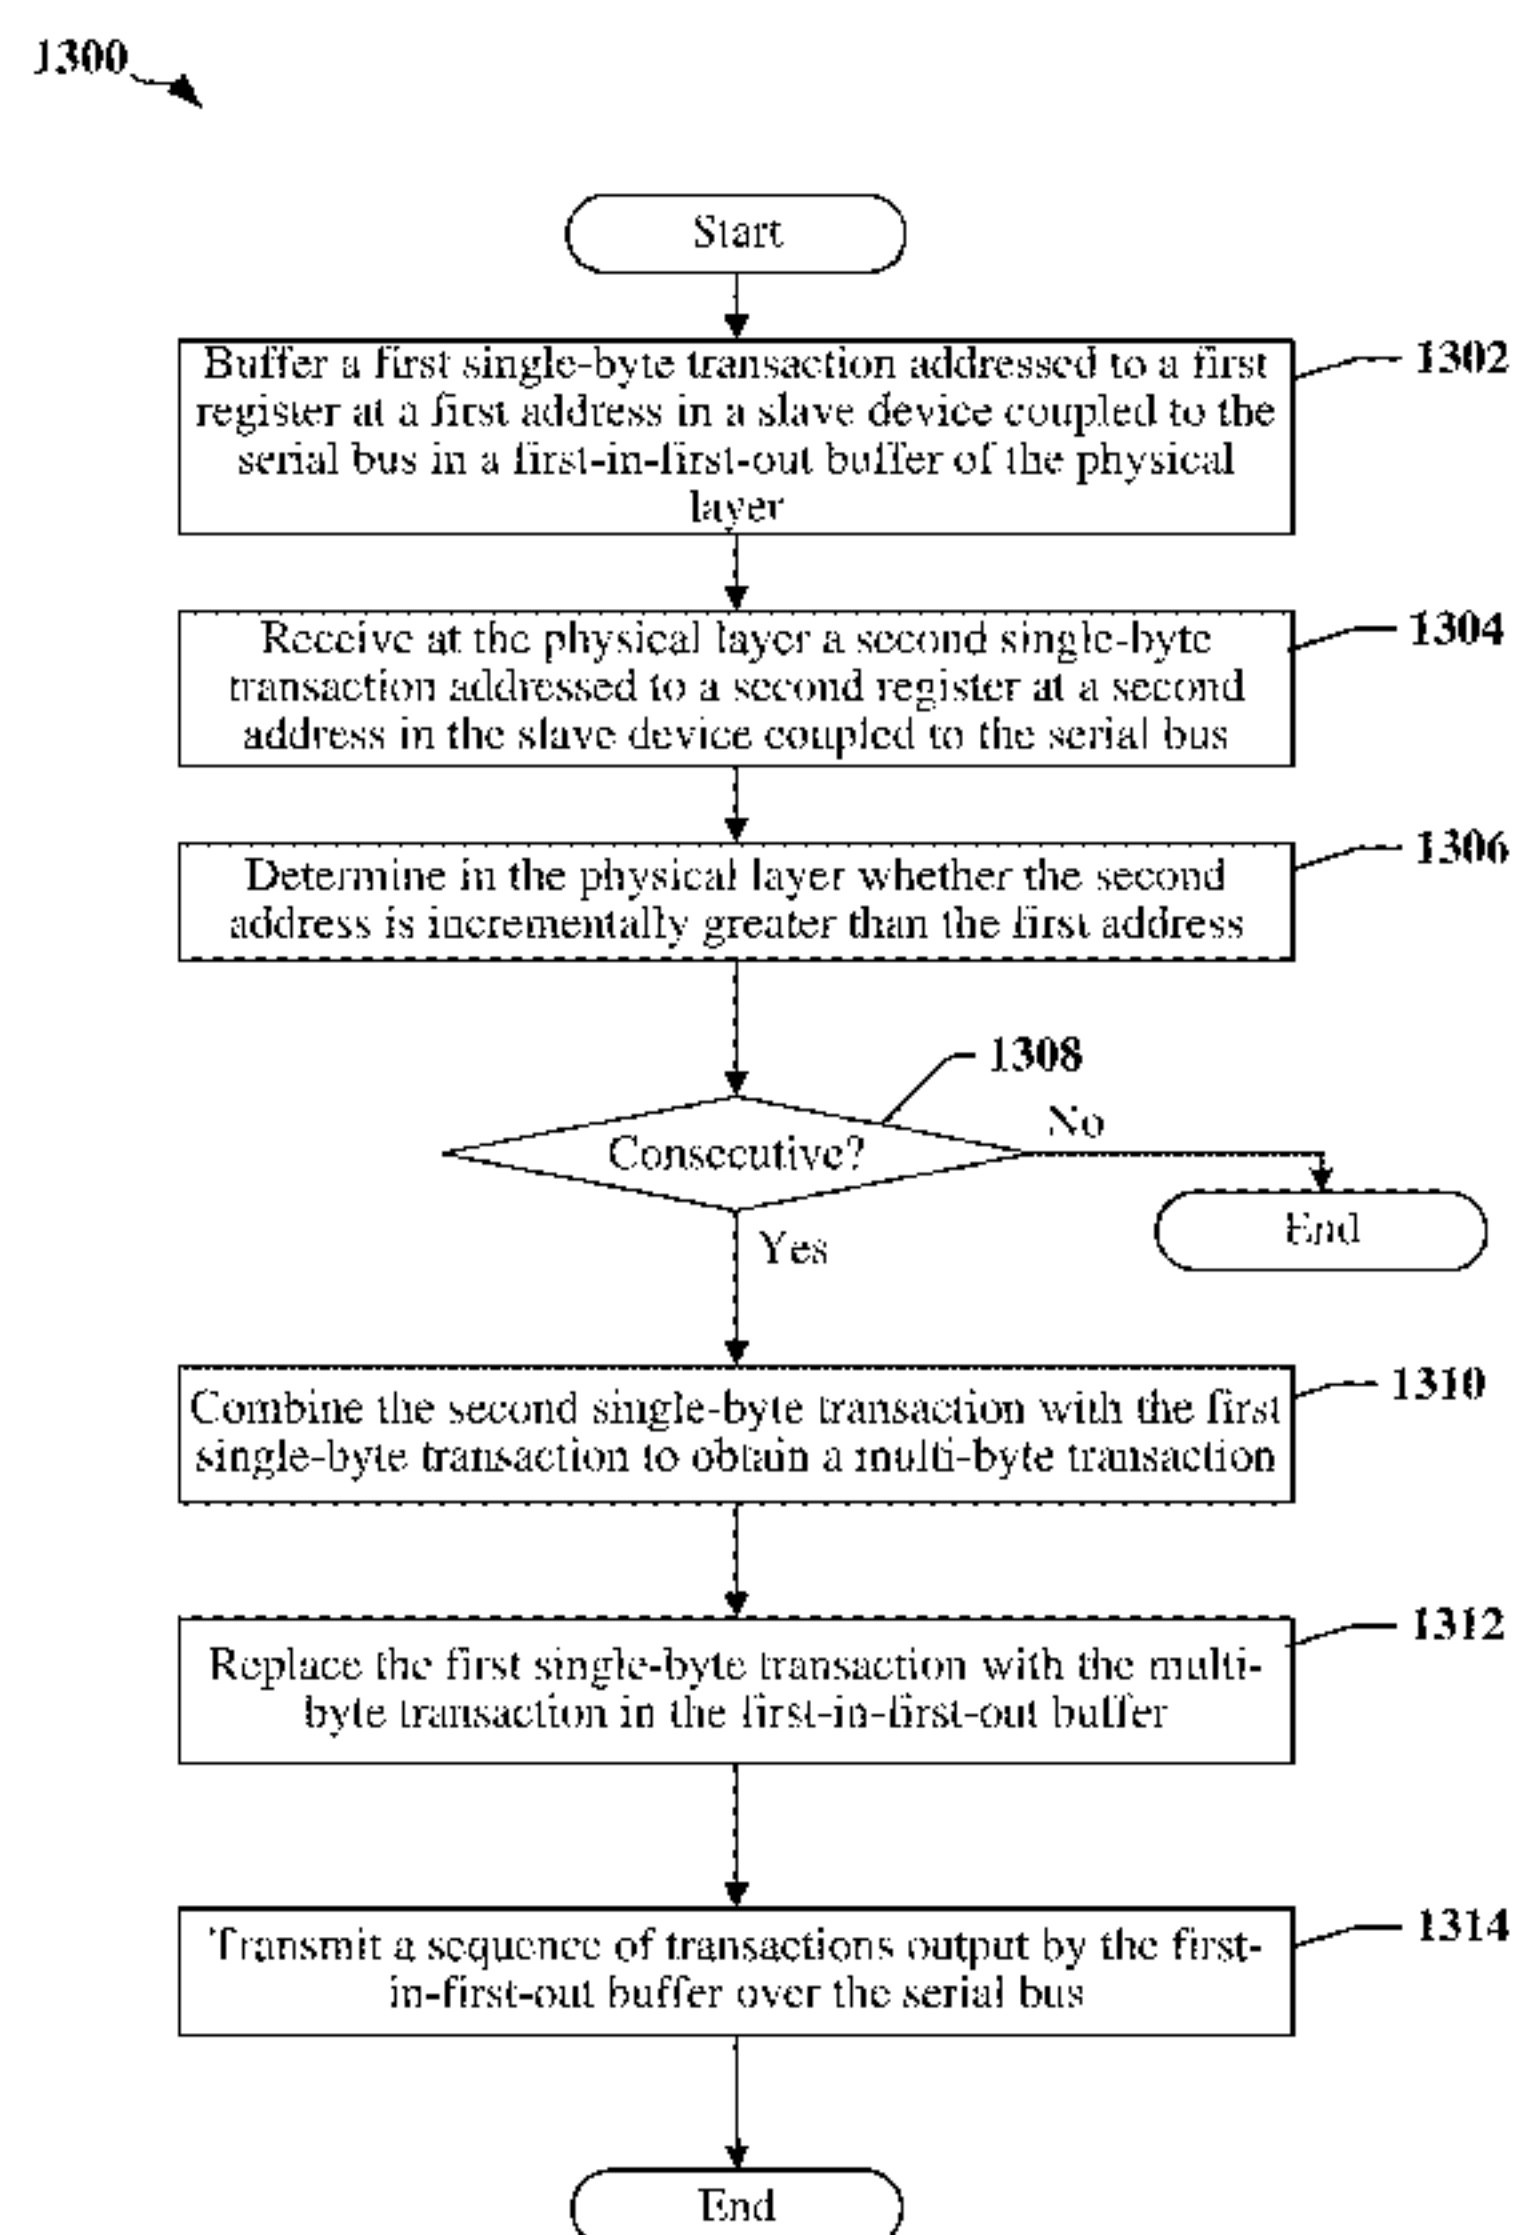 1300
Start
Buffer a first single-byte transaction addressed to a first
register at a first address in a slave device coupled to the
serial bus in a first-in-first-out buffer of the physical
layer
1302
Receive at the physical layer a second single-byte
transaction addressed to a second register at a second
address in the slave device coupled to the serial bus
1304
Determine in the physical layer whether the second
address is incrementally greater than the first address
1306
1308
Consecutive?
No
End
Yes
Combine the second single-byte transaction with the first
single-byte transaction to obtain a multi-byte transaction
1310
Replace the first single-byte transaction with the multi-
byte transaction in the first-in-first-out buffer
1312
Transmit a sequence of transactions output by the first-
in-first-out buffer over the serial bus
1314
End